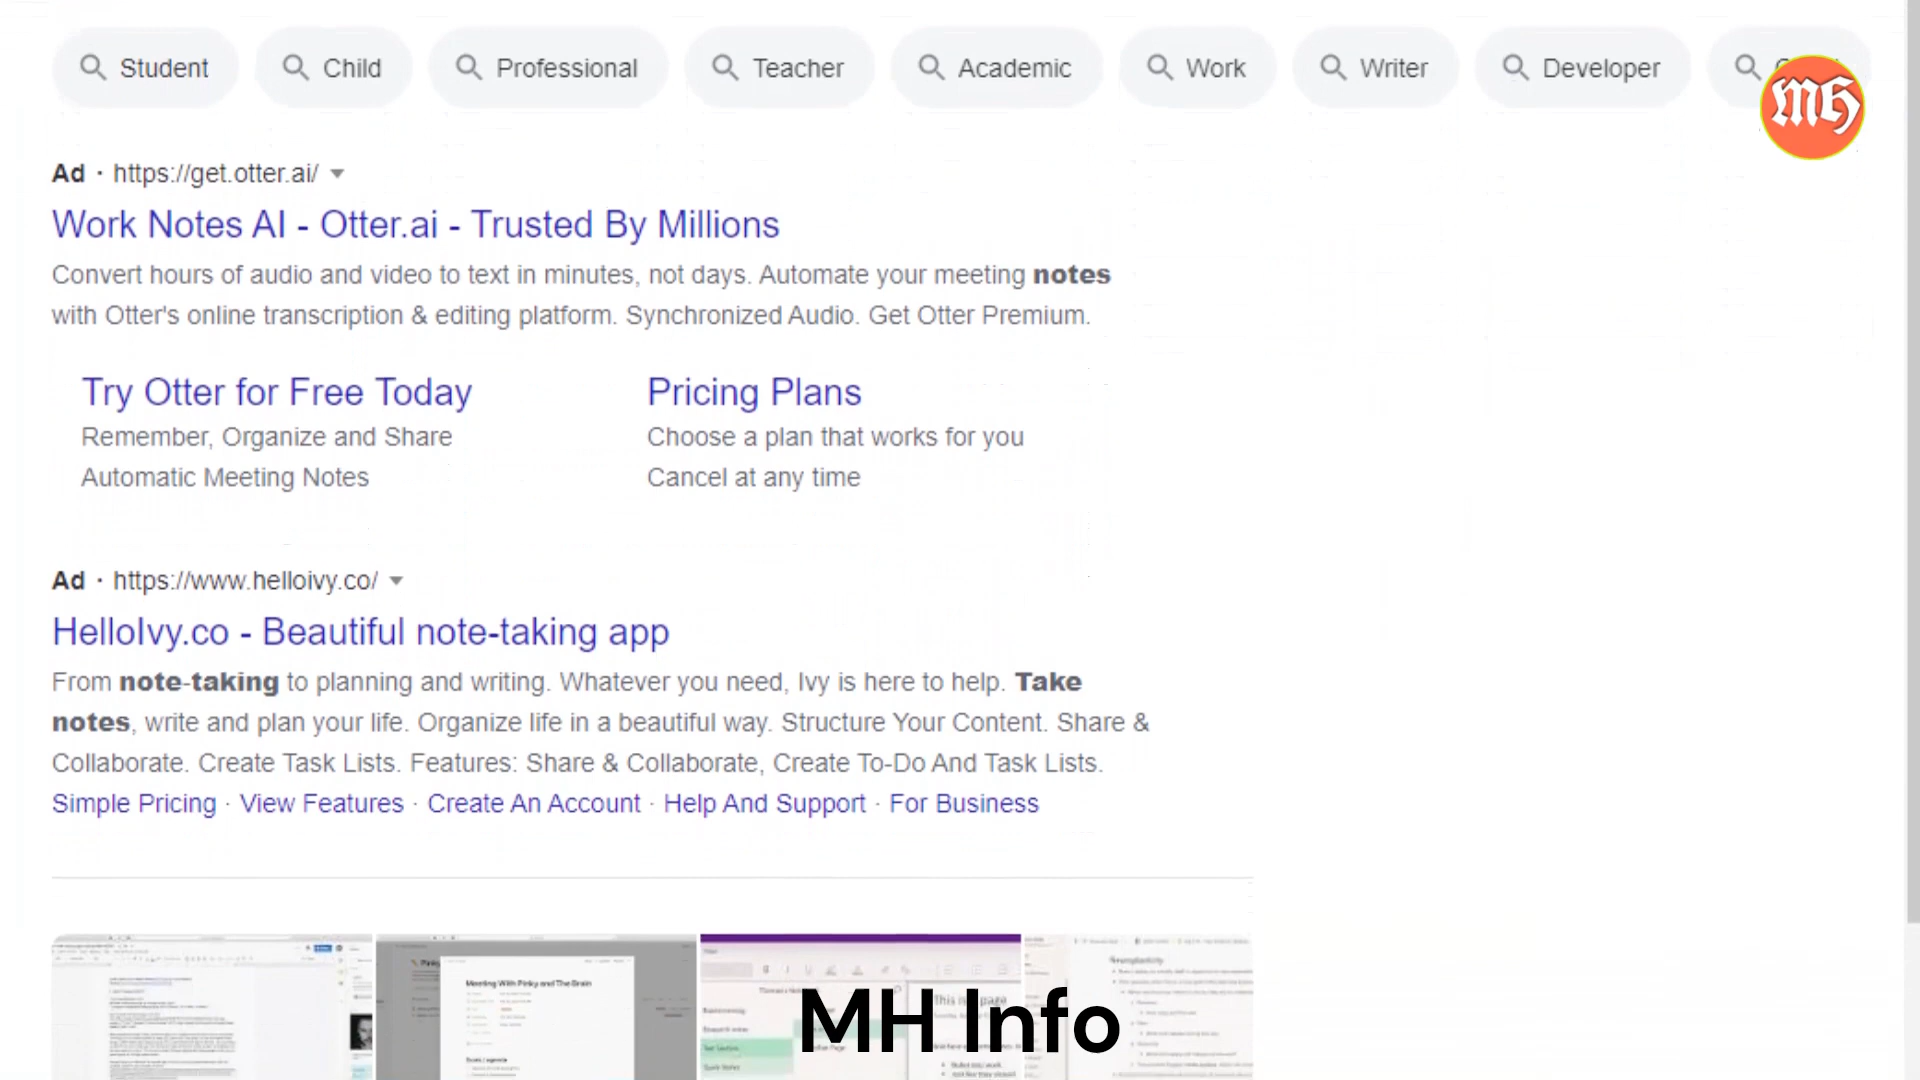 Student
Child
Professional
Teacher
Academic
Work
Writer
Developer
MH
Ad · https://get.otter.ai/
Work Notes AI - Otter.ai - Trusted By Millions
Convert hours of audio and video to text in minutes, not days. Automate your meeting notes
with Otter's online transcription & editing platform. Synchronized Audio. Get Otter Premium.
Try Otter for Free Today
Pricing Plans
Remember, Organize and Share
Choose a plan that works for you
Automatic Meeting Notes
Cancel at any time
Ad · https://www.helloivy.co/
HelloIvy.co - Beautiful note-taking app
From note-taking to planning and writing. Whatever you need, Ivy is here to help. Take
notes, write and plan your life. Organize life in a beautiful way. Structure Your Content. Share &
Collaborate. Create Task Lists. Features: Share & Collaborate, Create To-Do And Task Lists.
Simple Pricing · View Features · Create An Account · Help And Support · For Business
Meeting With Pinky and The Brain
MH Info